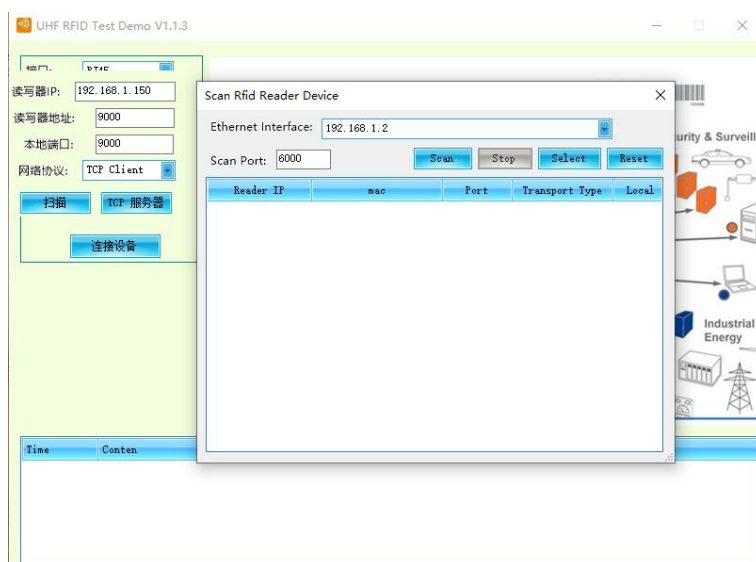 UHF RFID Test Demo V1.1.3
接口: RJ45
读写器IP: 192.168.1.150
读写器地址: 9000
本地端口: 9000
网络协议: TCP Client
扫描 TCP 服务器
连接设备
Scan Rfid Reader Device
Ethernet Interface: 192.168.1.2
Scan Port: 6000 Scan Stop Select Reset
Reader IP mac Port Transport Type Local
urity & Surveill
Industrial
Energy
Time Conten